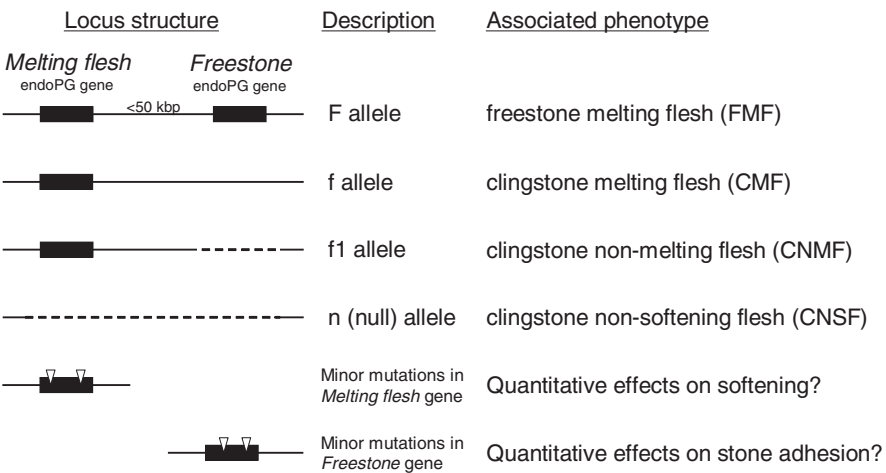 Locus structure Description Associated phenotype
Melting flesh Freestone
endoPG gene endoPG gene
<50 kbp
F allele freestone melting flesh (FMF)
f allele clingstone melting flesh (CMF)
f1 allele clingstone non-melting flesh (CNMF)
n (null) allele clingstone non-softening flesh (CNSF)
Minor mutations in
Melting flesh gene
Quantitative effects on softening?
Minor mutations in
Freestone gene
Quantitative effects on stone adhesion?